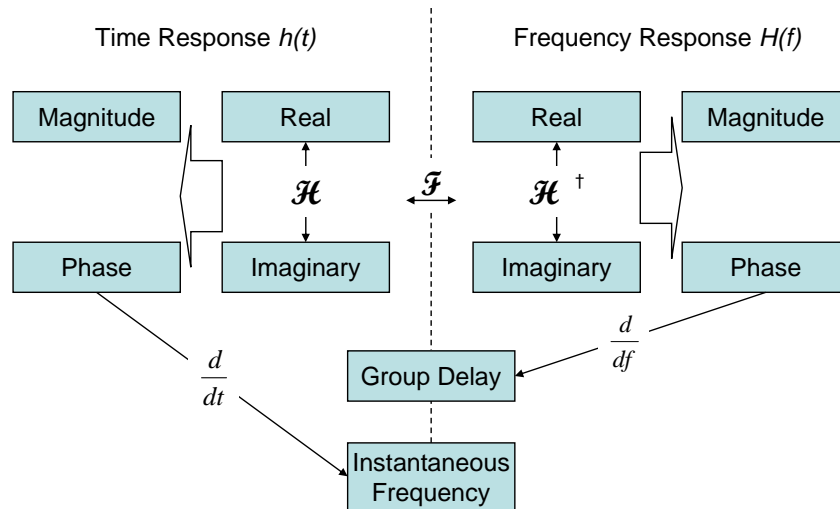 Time Response h(t)
Frequency Response H(f)
Magnitude
Real
Real
Magnitude
ℋ
ℱ
ℋ †
Phase
Imaginary
Imaginary
Phase
d
dt
d
df
Group Delay
Instantaneous
Frequency